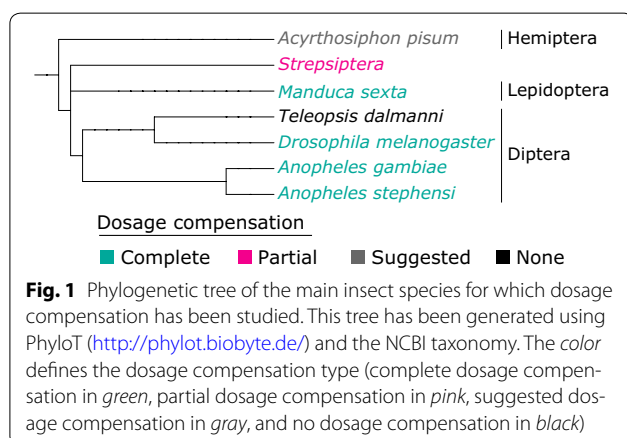 Acyrthosiphon pisum Hemiptera
Strepsiptera
Manduca sexta Lepidoptera
Teleopsis dalmanni
Drosophila melanogaster
Diptera
Anopheles gambiae
Anopheles stephensi
Dosage compensation
Complete Partial Suggested None
Fig. 1 Phylogenetic tree of the main insect species for which dosage
compensation has been studied. This tree has been generated using
PhyloT (http://phylot.biobyte.de/) and the NCBI taxonomy. The color
defines the dosage compensation type (complete dosage compen-
sation in green, partial dosage compensation in pink, suggested dos-
age compensation in gray, and no dosage compensation in black)